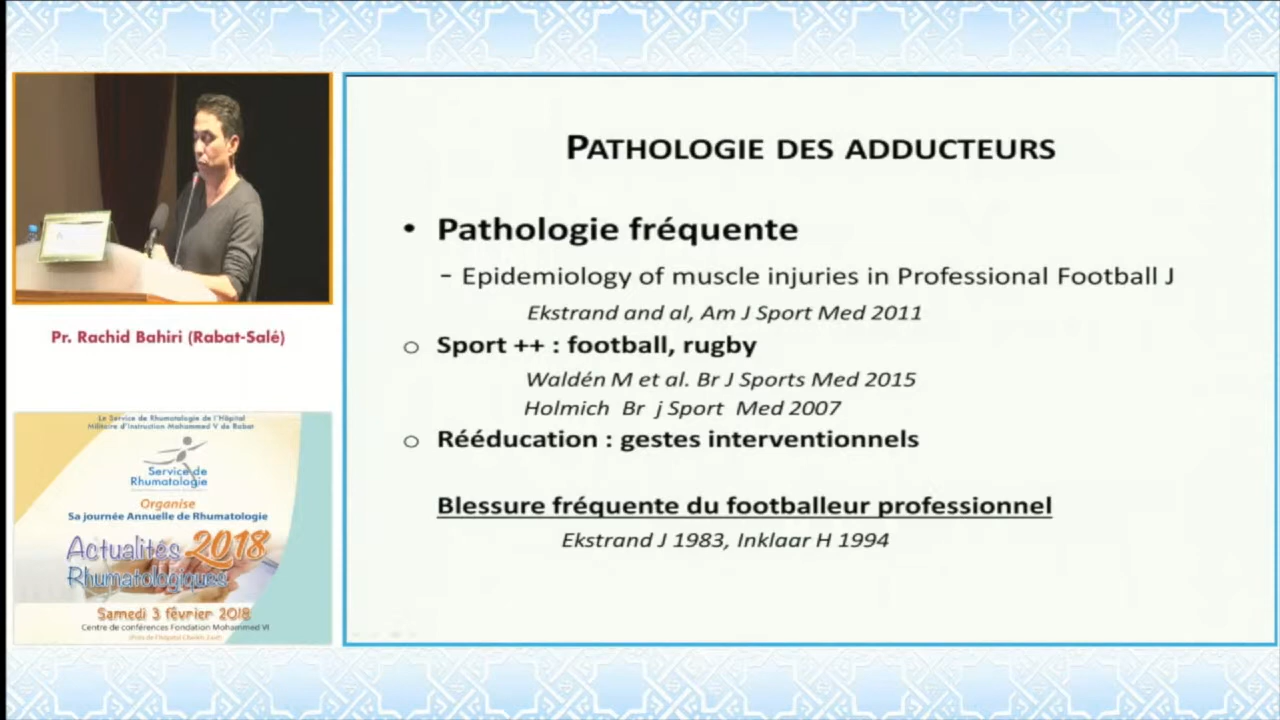 Pr. Rachid Bahiri (Rabat-Salé)
Le Service de Rhumatologie de l'Hôpital
Militaire d'Instruction Mohammed V de Rabat
Service de
Rhumatologie
Organise
Sa journée Annuelle de Rhumatologie
Actualités 2018
Rhumatologiques
Samedi 3 février 2018
Centre de conférences Fondation Mohammed VI
PATHOLOGIE DES ADDUCTEURS
• Pathologie fréquente
- Epidemiology of muscle injuries in Professional Football J
Ekstrand and al, Am J Sport Med 2011
o Sport ++ : football, rugby
Waldén M et al. Br J Sports Med 2015
Holmich Br j Sport Med 2007
o Rééducation : gestes interventionnels
Blessure fréquente du footballeur professionnel
Ekstrand J 1983, Inklaar H 1994